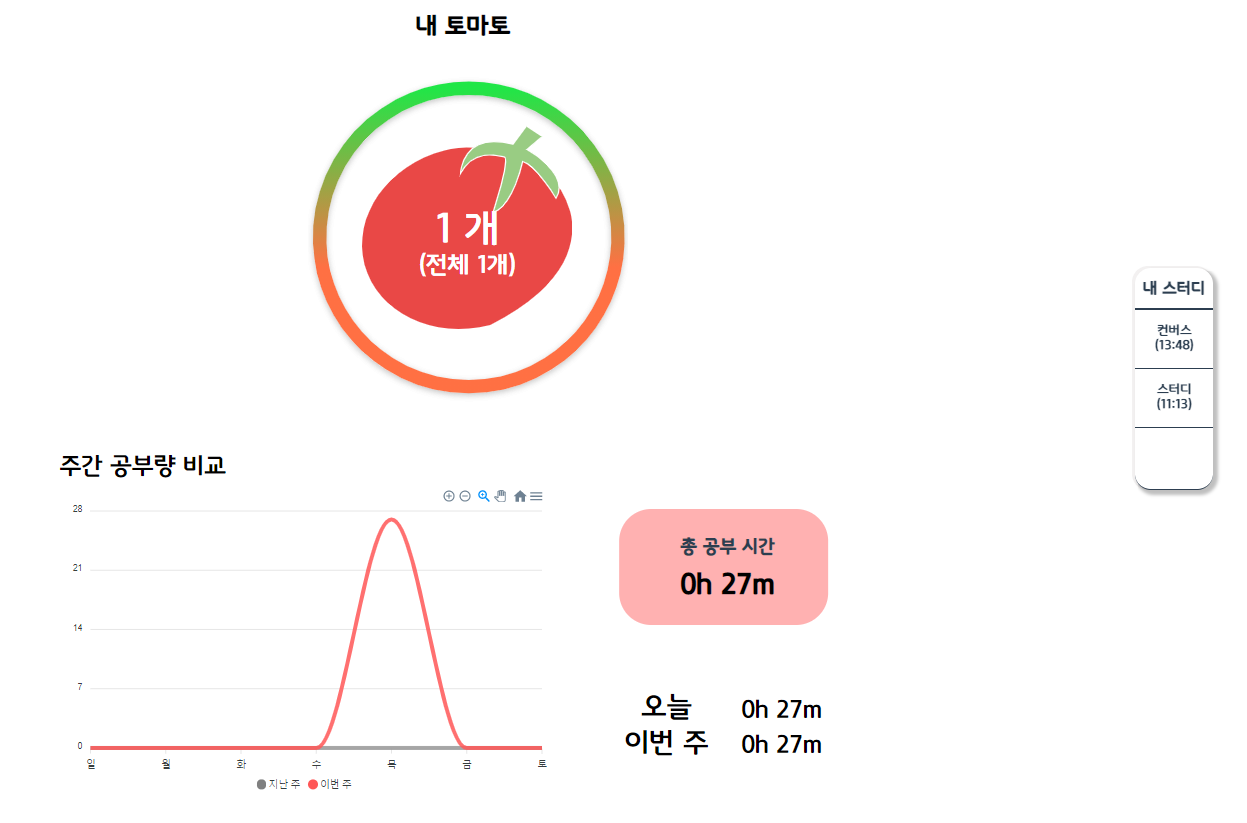 내 토마토
1 개
(전체 1개)
내 스터디
컨버스
(13:48)
스터디
(11:13)
주간 공부량 비교
28
21
14
7
0
일 월 화 수 목 금 토
지난 주 이번 주
총 공부 시간
0h 27m
오늘 0h 27m
이번 주 0h 27m